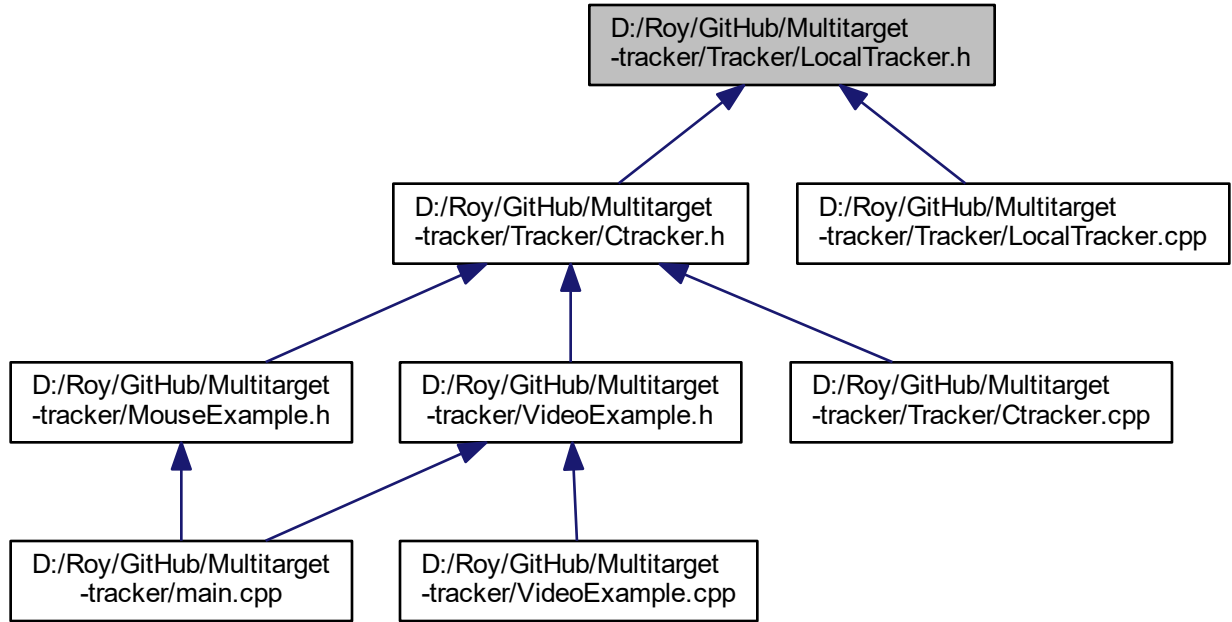 D:/Roy/GitHub/Multitarget
-tracker/Tracker/LocalTracker.h
D:/Roy/GitHub/Multitarget
-tracker/Tracker/Ctracker.h
D:/Roy/GitHub/Multitarget
-tracker/Tracker/LocalTracker.cpp
D:/Roy/GitHub/Multitarget
-tracker/MouseExample.h
D:/Roy/GitHub/Multitarget
-tracker/VideoExample.h
D:/Roy/GitHub/Multitarget
-tracker/Tracker/Ctracker.cpp
D:/Roy/GitHub/Multitarget
-tracker/main.cpp
D:/Roy/GitHub/Multitarget
-tracker/VideoExample.cpp